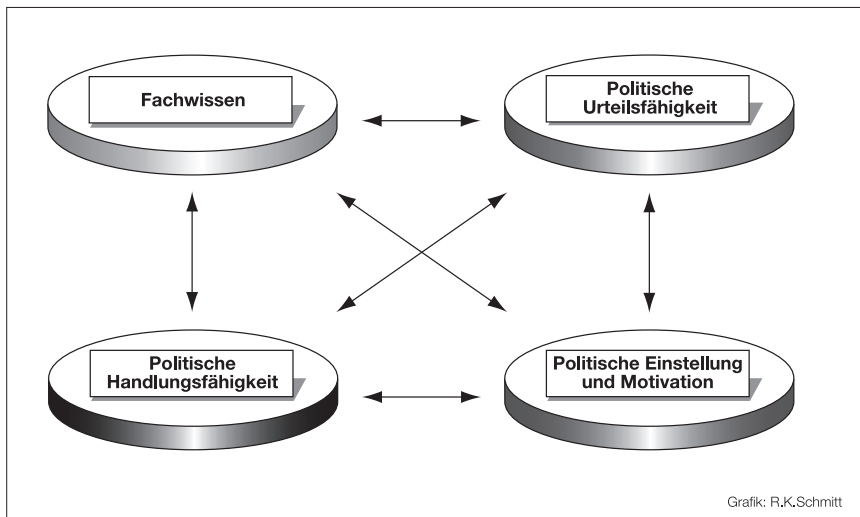 Fachwissen
Politische
Urteilsfähigkeit
Politische
Handlungsfähigkeit
Politische Einstellung
und Motivation
Grafik: R.K.Schmitt